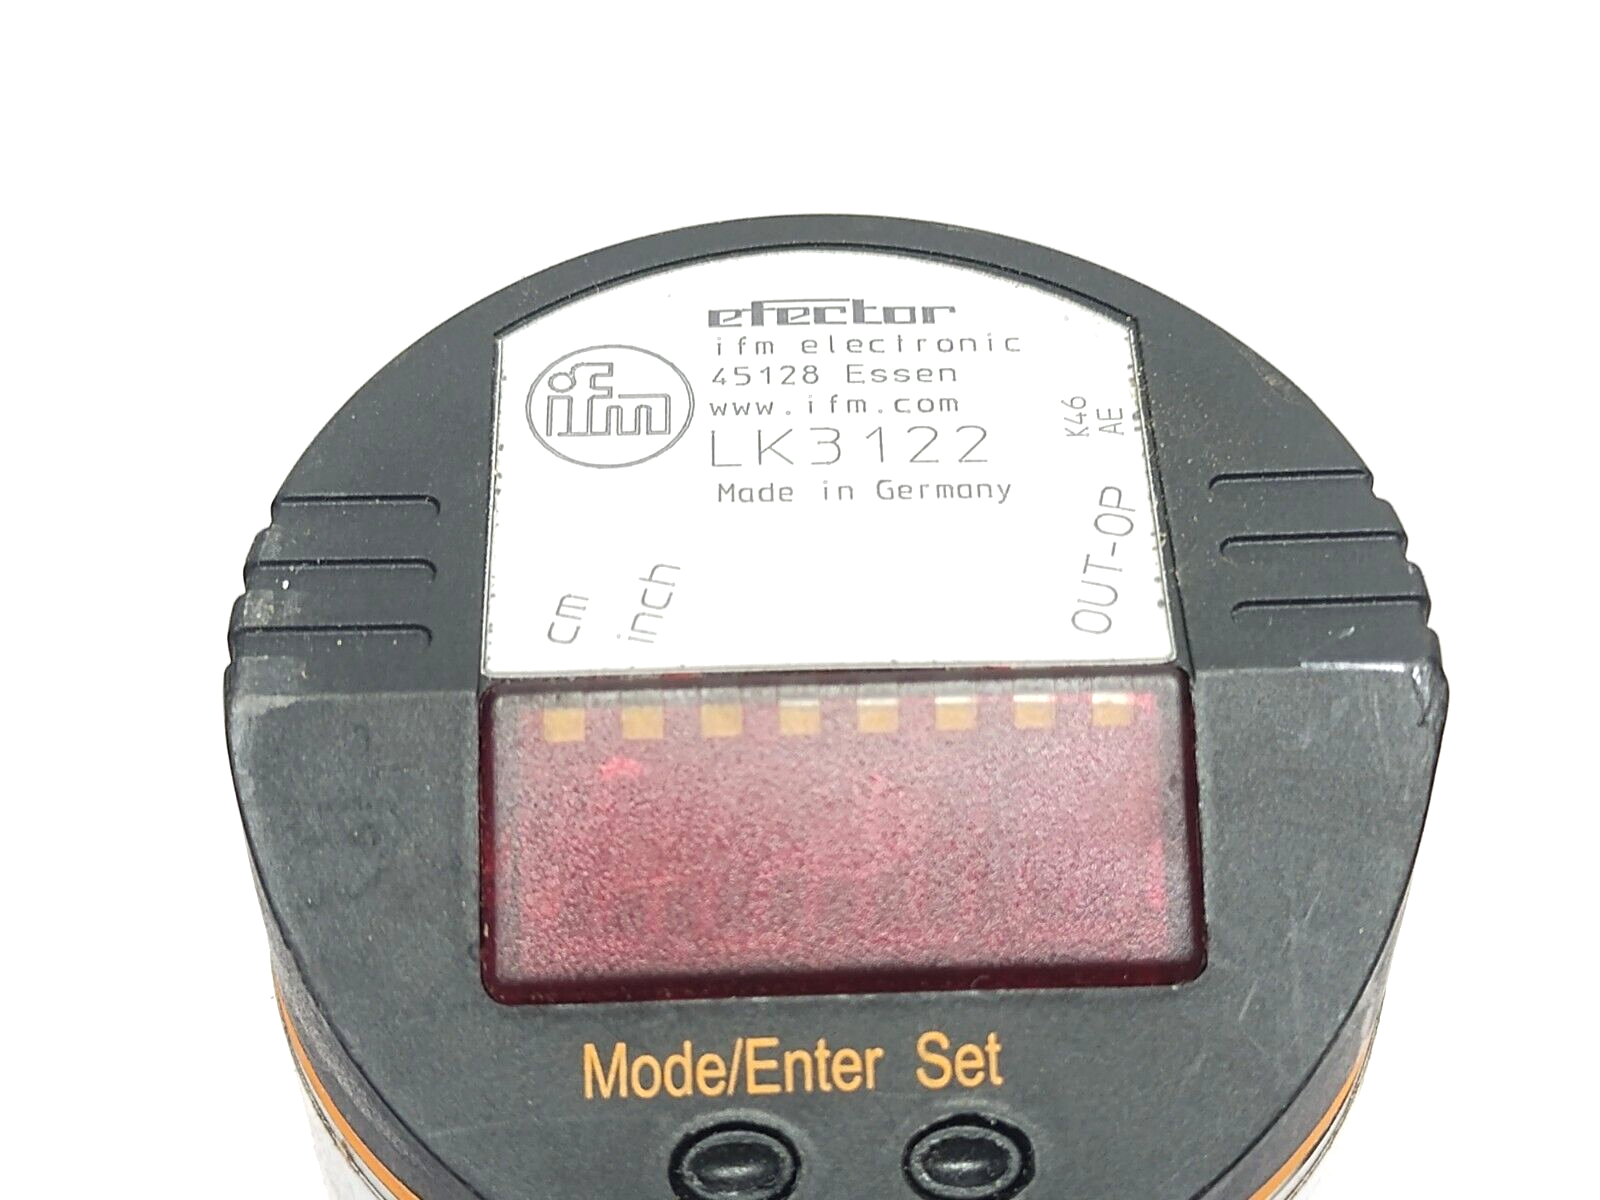 efector
ifm electronic
45128 Essen
www.ifm.com
ifm
LK3122
Made in Germany
K46
AE
cm
inch
OUT-OP
Mode/Enter Set